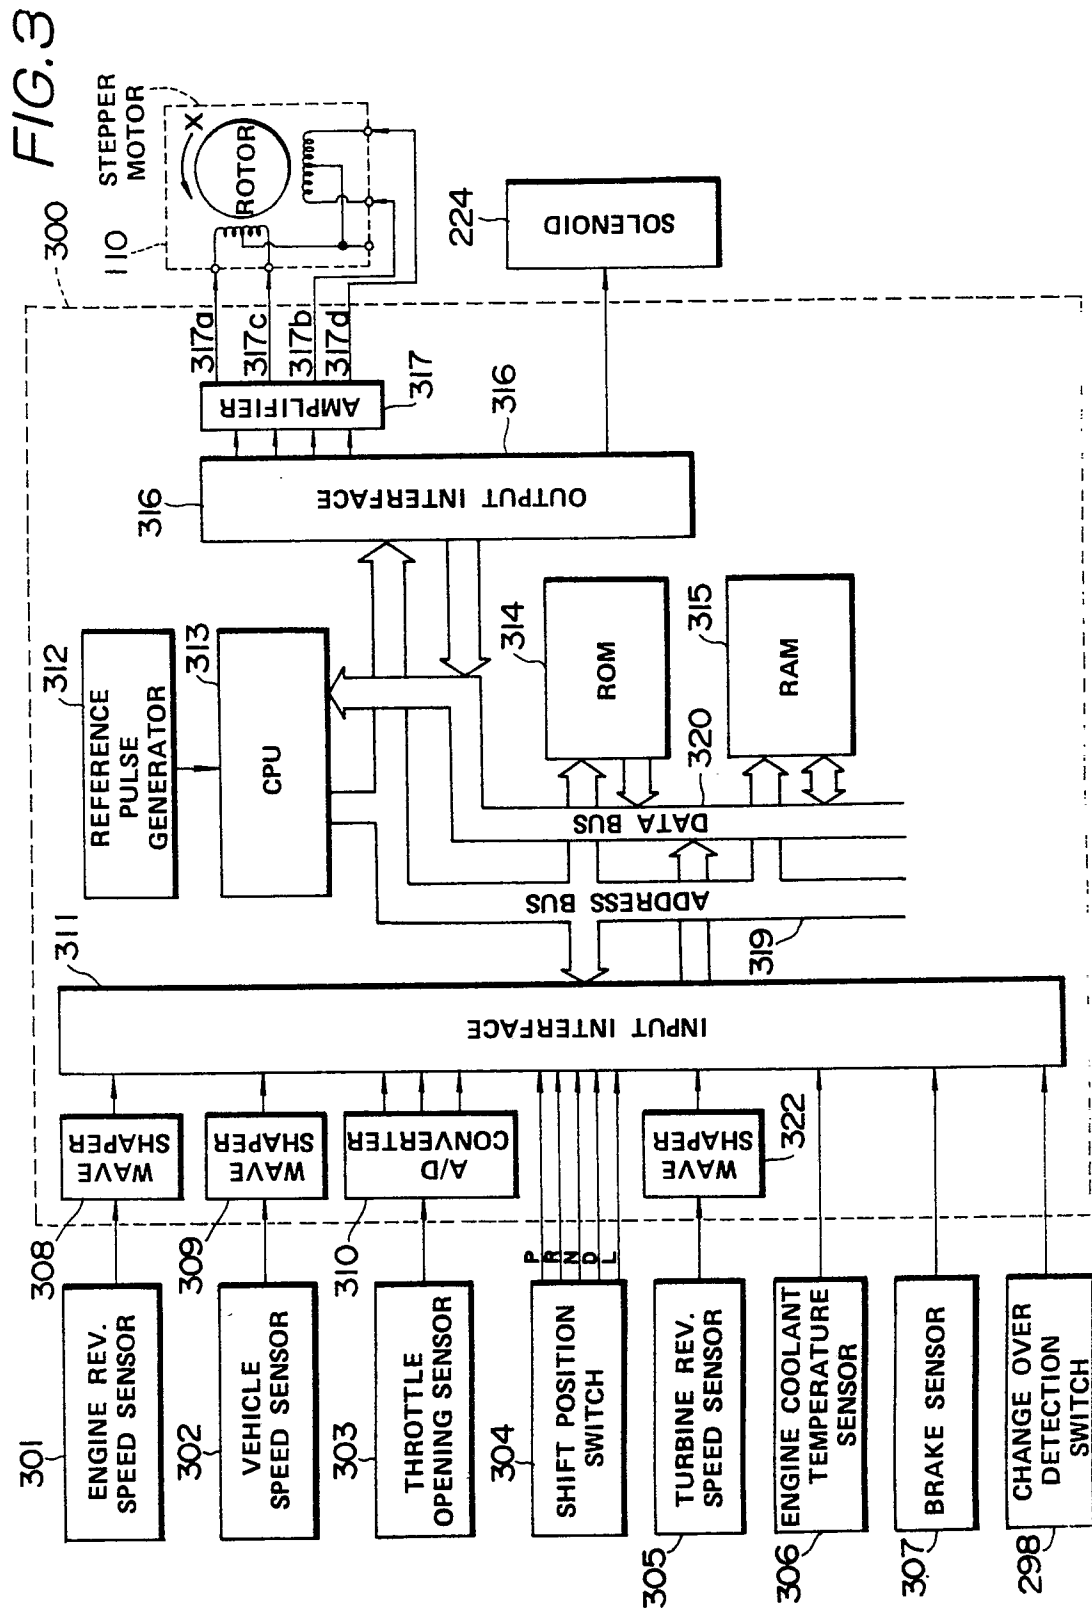 FIG.3
301
ENGINE REV.
SPEED SENSOR
308
WAVE
SHAPER
302
VEHICLE
SPEED SENSOR
309
WAVE
SHAPER
303
THROTTLE
OPENING SENSOR
310
A/D
CONVERTER
304
SHIFT POSITION
SWITCH
P
R
N
D
L
305
TURBINE REV.
SPEED SENSOR
WAVE
SHAPER
322
306
ENGINE COOLANT
TEMPERATURE
SENSOR
307
BRAKE SENSOR
298
CHANGE OVER
DETECTION
SWITCH
311
INPUT INTERFACE
312
REFERENCE
PULSE
GENERATOR
313
CPU
ADDRESS BUS
319
DATA BUS
320
314
ROM
315
RAM
316
OUTPUT INTERFACE
316
AMPLIFIER
317
317a
317c
317b
317d
300
110
STEPPER
MOTOR
X
ROTOR
224
SOLENOID